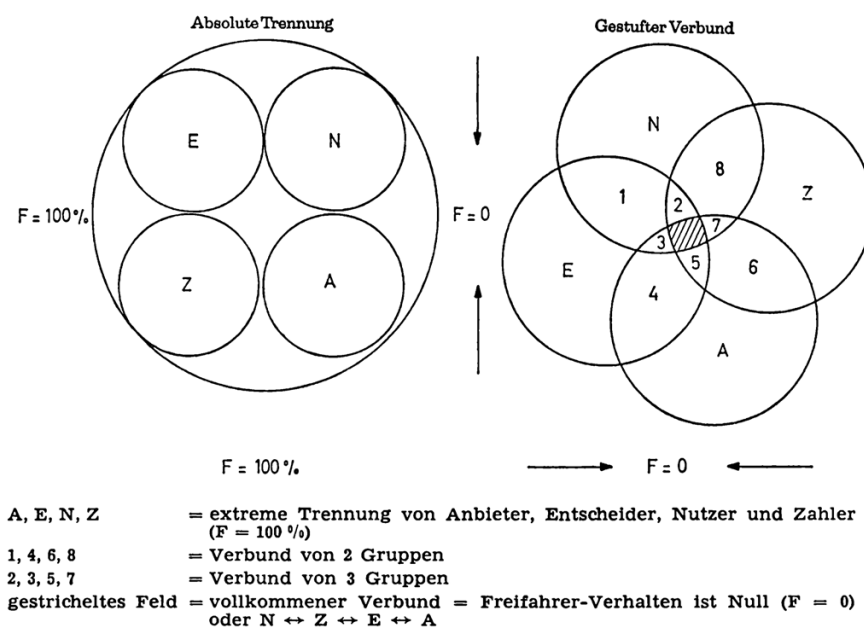 Absolute Trennung
Gestufter Verbund
E
N
Z
A
F = 100 %
F = 0
N
8
Z
1
2
7
3
5
6
E
4
A
F = 100 %
F = 0
A, E, N, Z = extreme Trennung von Anbieter, Entscheider, Nutzer und Zahler
(F = 100 %)
1, 4, 6, 8 = Verbund von 2 Gruppen
2, 3, 5, 7 = Verbund von 3 Gruppen
gestricheltes Feld = vollkommener Verbund = Freifahrer-Verhalten ist Null (F = 0)
oder N ↔ Z ↔ E ↔ A